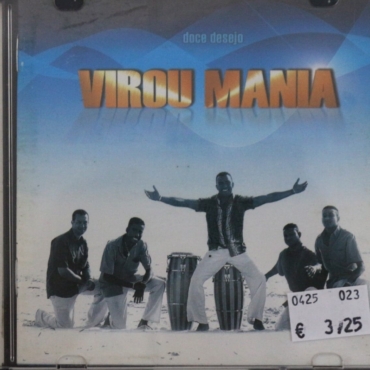 doce desejo
VIROU MANIA
0425 023
€ 3,25